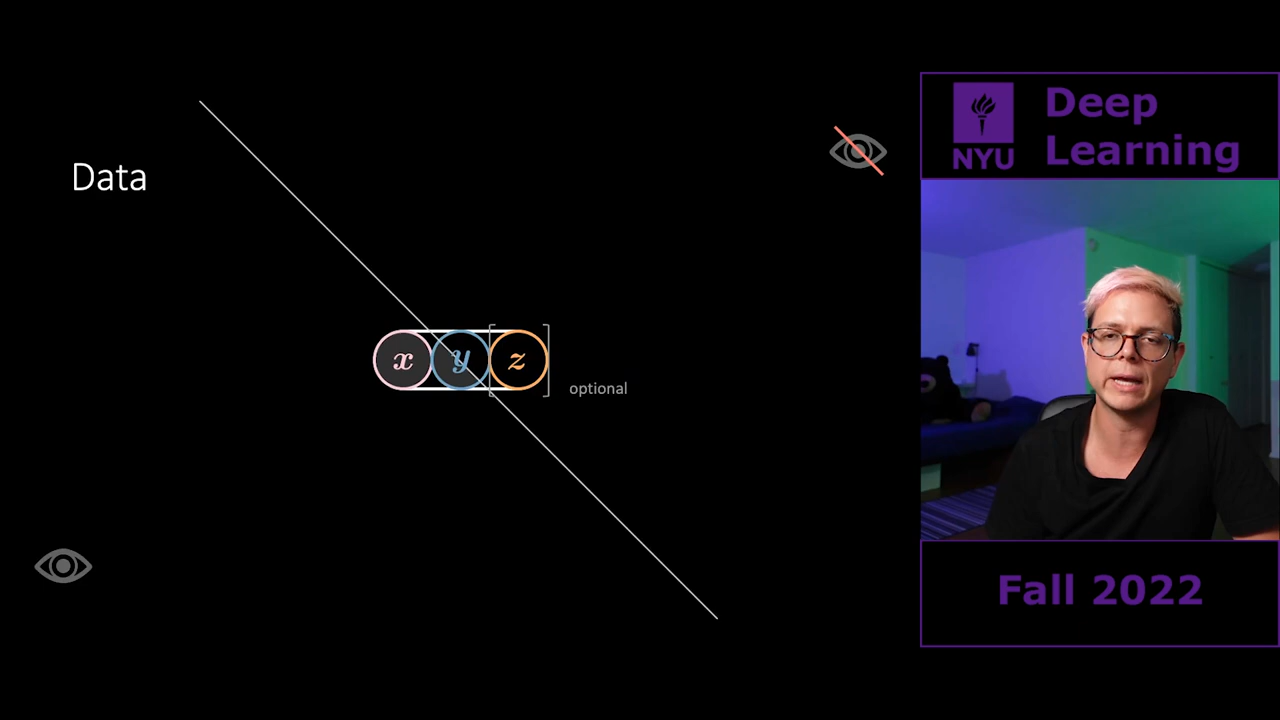 Data
x y z
optional
NYU
Deep
Learning
Fall 2022